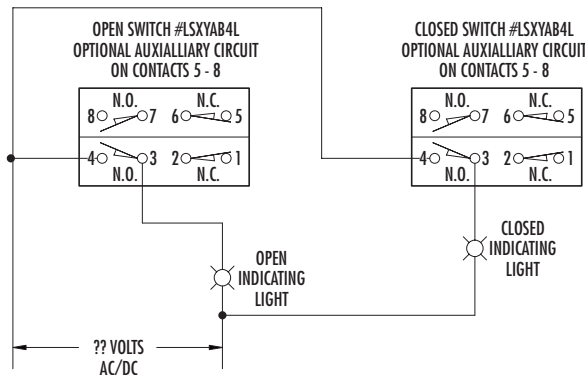 OPEN SWITCH #LSXYAB4L
OPTIONAL AUXIALLIARY CIRCUIT
ON CONTACTS 5 - 8
CLOSED SWITCH #LSXYAB4L
OPTIONAL AUXIALLIARY CIRCUIT
ON CONTACTS 5 - 8
N.O. N.C.
8 7 6 5
4 3 2 1
N.O. N.C.
N.O. N.C.
8 7 6 5
4 3 2 1
N.O. N.C.
OPEN
INDICATING
LIGHT
CLOSED
INDICATING
LIGHT
?? VOLTS
AC/DC